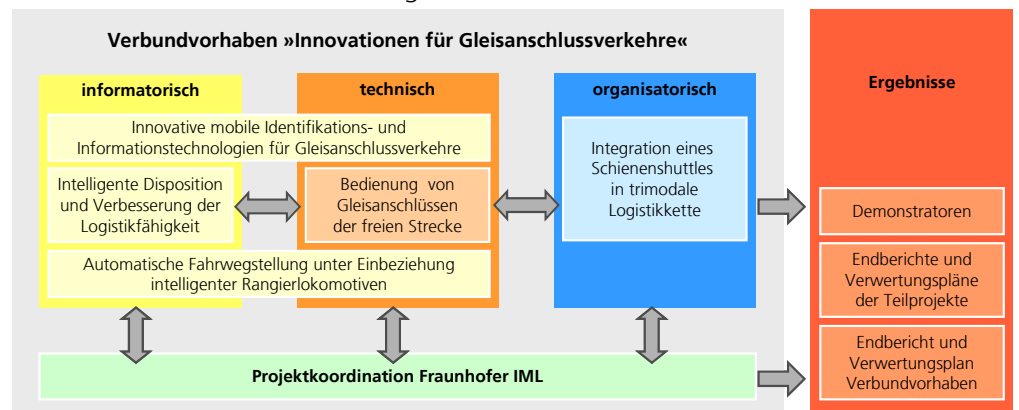 Verbundvorhaben »Innovationen für Gleisanschlussverkehre«
informatorisch
technisch
organisatorisch
Ergebnisse
Innovative mobile Identifikations- und
Informationstechnologien für Gleisanschlussverkehre
Integration eines
Schienenshuttles
in trimodale
Logistikkette
Intelligente Disposition
und Verbesserung der
Logistikfähigkeit
Bedienung von
Gleisanschlüssen
der freien Strecke
Automatische Fahrwegstellung unter Einbeziehung
intelligenter Rangierlokomotiven
Demonstratoren
Endberichte und
Verwertungspläne
der Teilprojekte
Endbericht und
Verwertungsplan
Verbundvorhaben
Projektkoordination Fraunhofer IML